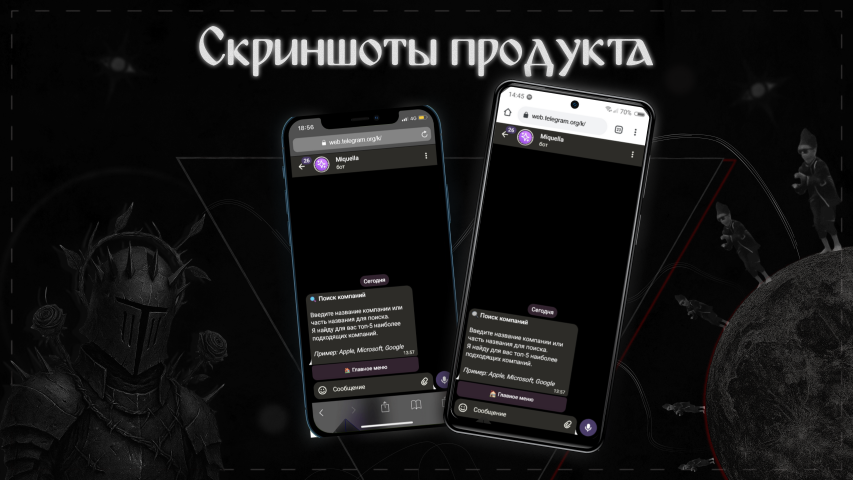 Скриншоты продукта
18:56
4G
web.telegram.org/k/
26
Miquella
бот
Сегодня
Поиск компаний
Введите название компании или
часть названия для поиска.
Я найду для вас топ-5 наиболее
подходящих компаний.
Пример: Apple, Microsoft, Google
13:57
Главное меню
Сообщение
14:45
70%
web.telegram.org/k/
26
Miquella
бот
Сегодня
Поиск компаний
Введите название компании или
часть названия для поиска.
Я найду для вас топ-5 наиболее
подходящих компаний.
Пример: Apple, Microsoft, Google
13:57
Главное меню
Сообщение